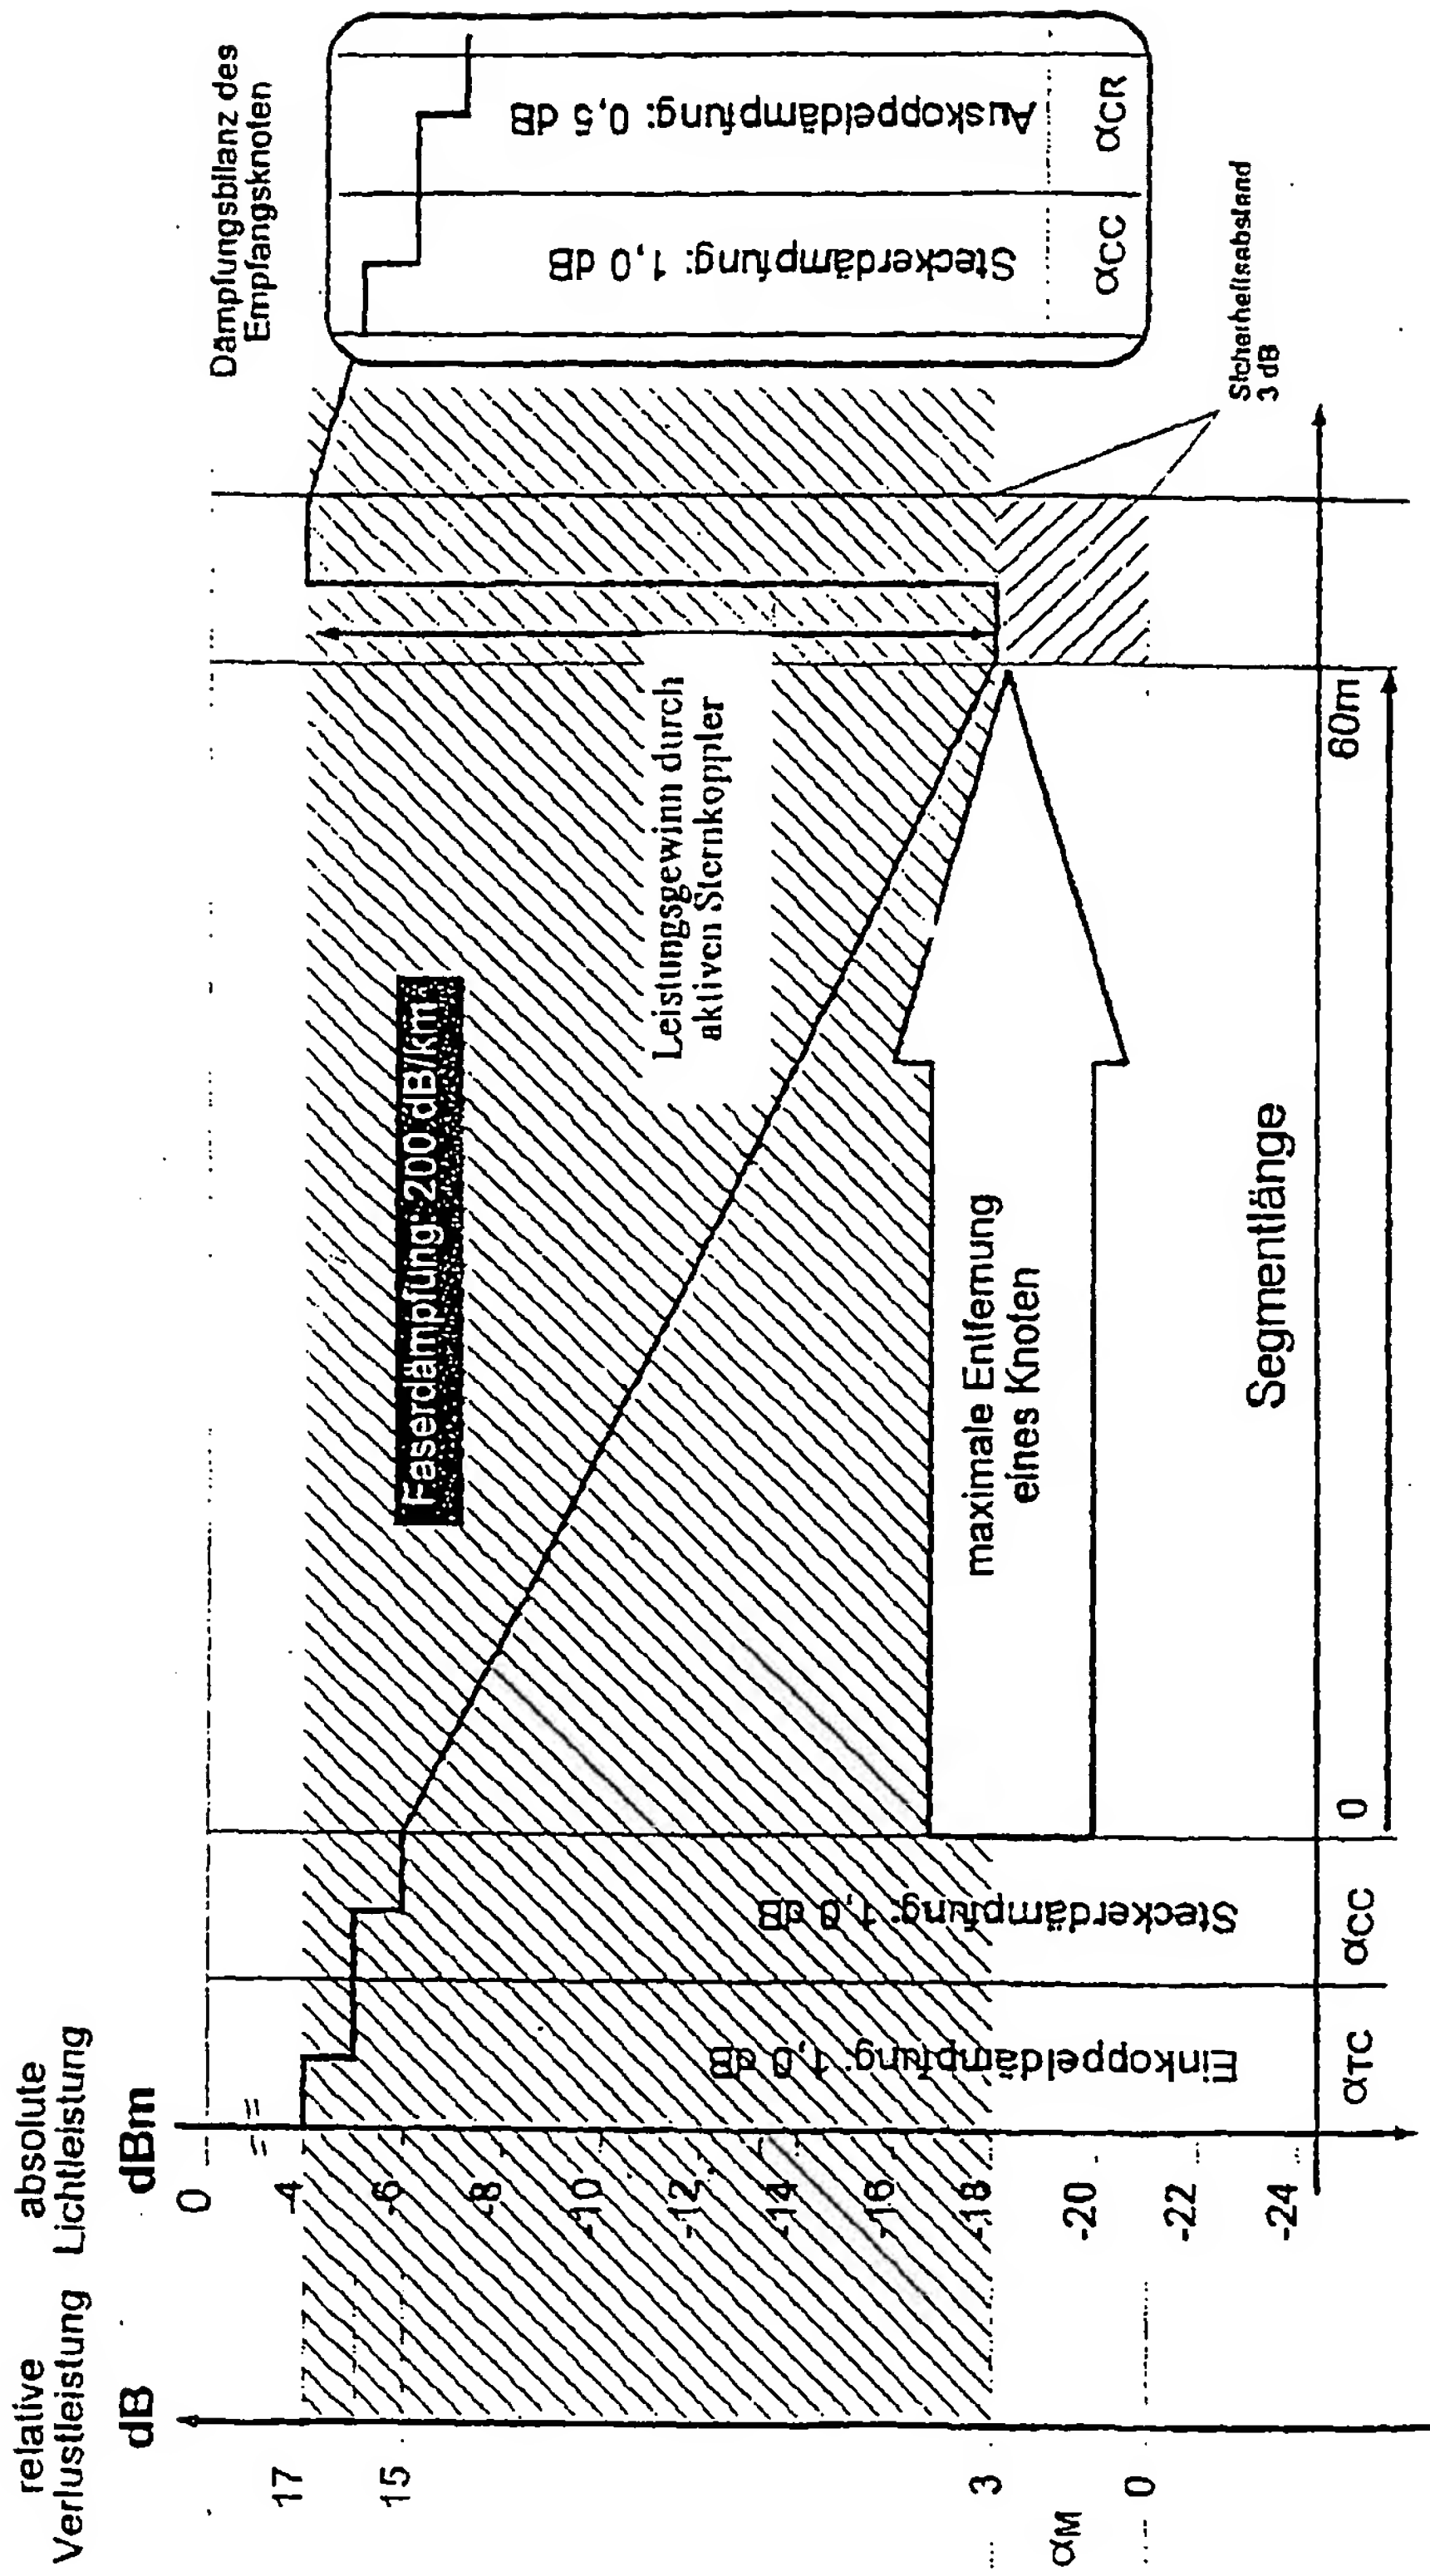 relative
Verlustleistung
dB
absolute
Lichtleistung
dBm
17
15
3
αM
0
0
-4
-6
-8
-10
-12
-14
-16
-18
-20
-22
-24
Einkoppeldämpfung: 1,0 dB
αTC
Steckerdämpfung: 1,0 dB
αCC
Faserdämpfung: 200 dB/km
Leistungsgewinn durch
aktiven Sternkoppler
maximale Entfernung
eines Knoten
Segmentlänge
0
60m
Dämpfungsbilanz des
Empfangsknoten
Steckerdämpfung: 1,0 dB
αCC
Auskoppeldämpfung: 0,5 dB
αCR
Sicherheitsabstand
3 dB